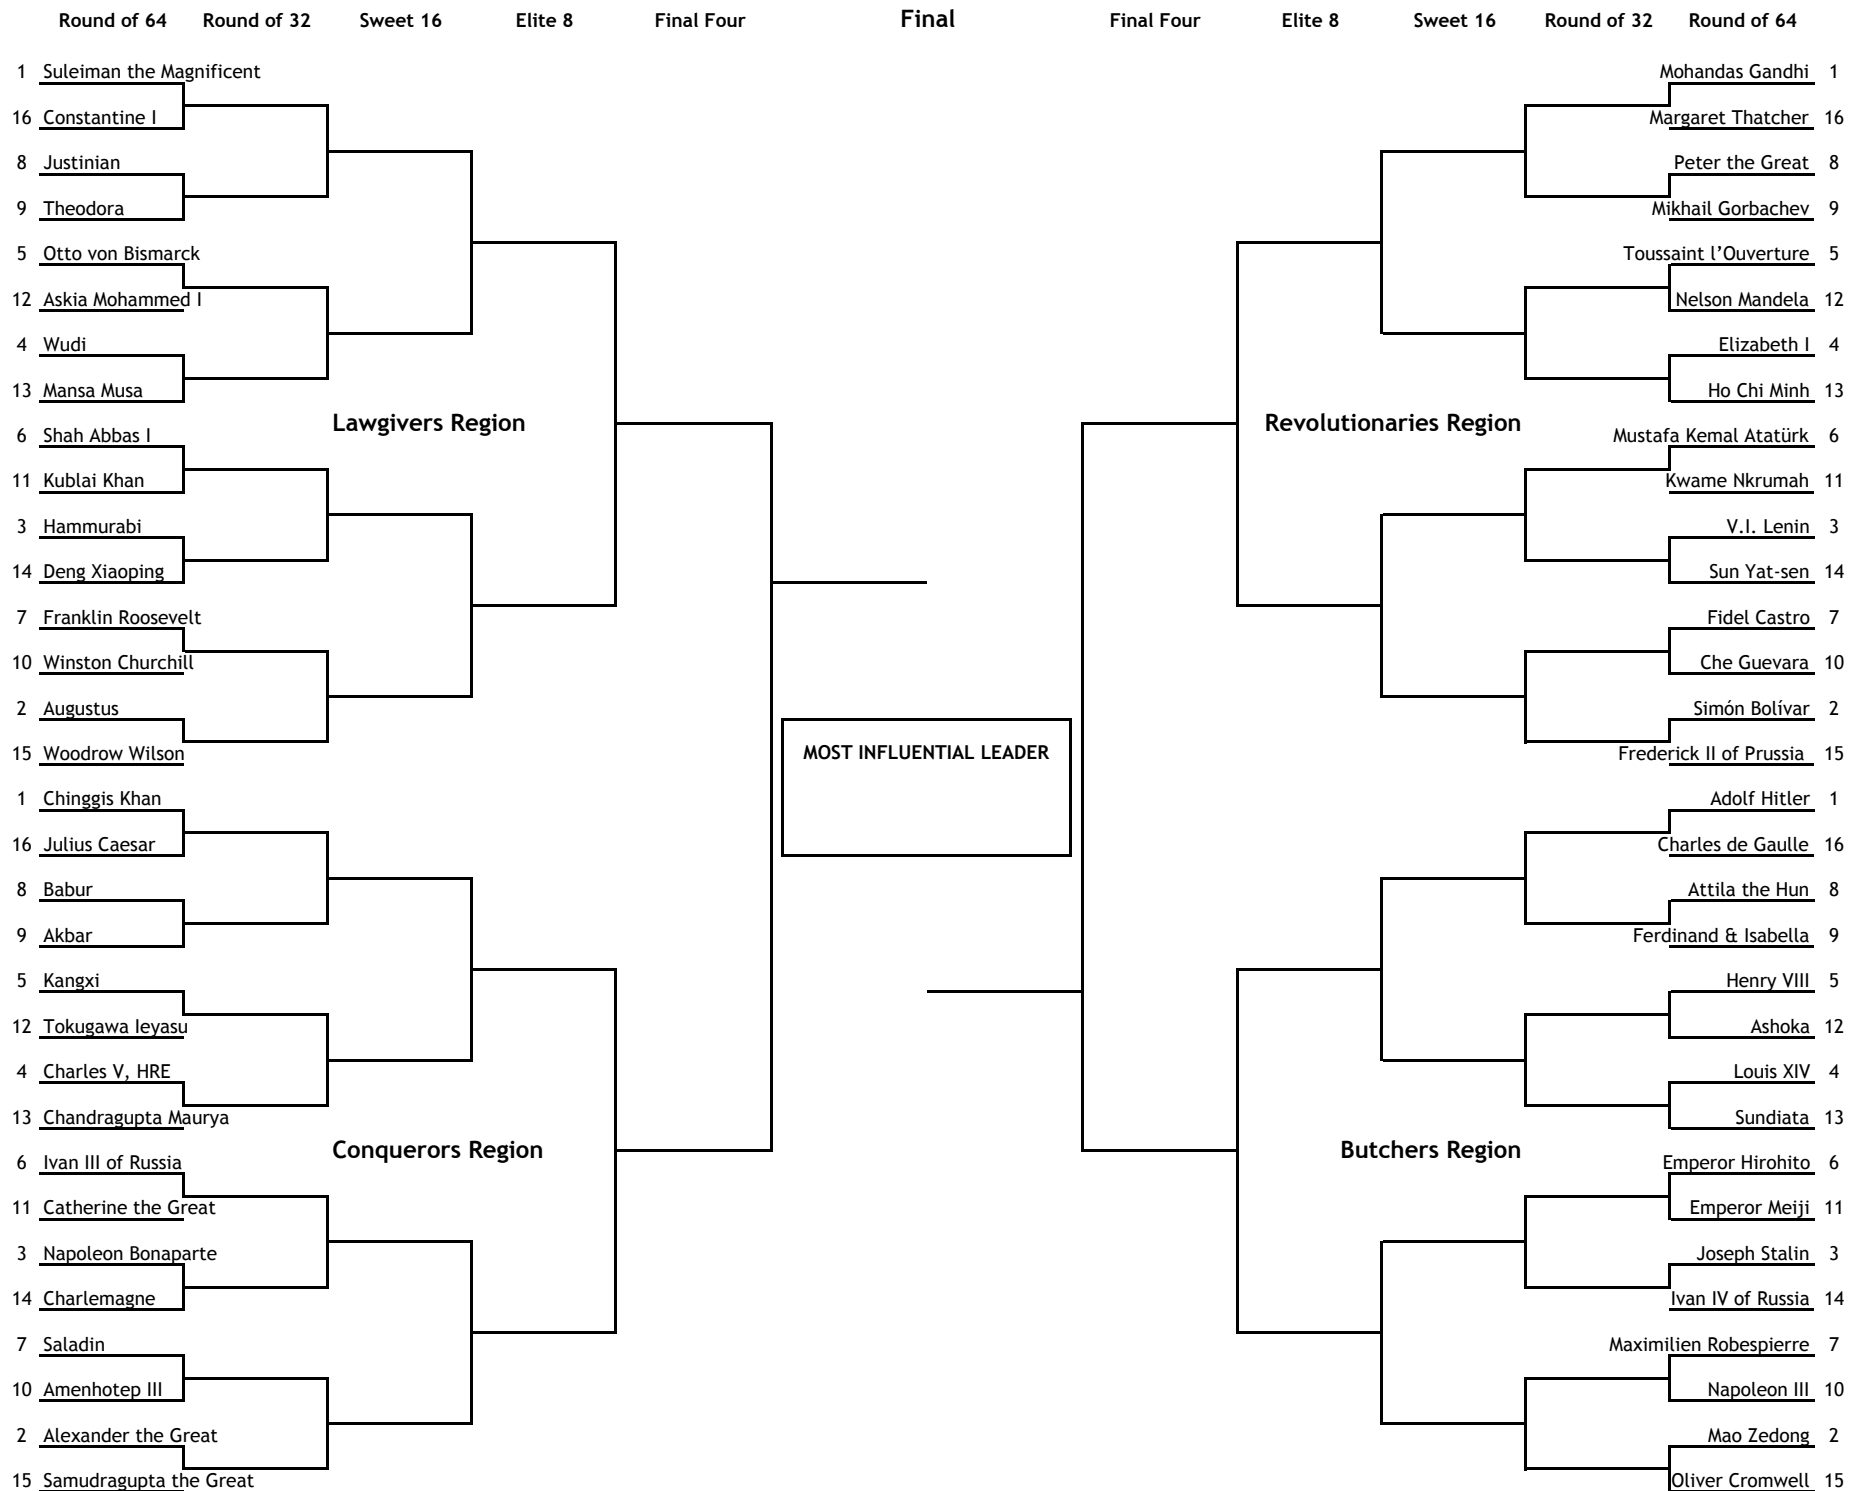 Round of 64 Round of 32 Sweet 16 Elite 8 Final Four Final Final Four Elite 8 Sweet 16 Round of 32 Round of 64
1 Suleiman the Magnificent Mohandas Gandhi 1
16 Constantine I Margaret Thatcher 16
8 Justinian Peter the Great 8
9 Theodora Mikhail Gorbachev 9
5 Otto von Bismarck Toussaint l’Ouverture 5
12 Askia Mohammed I Nelson Mandela 12
4 Wudi Elizabeth I 4
13 Mansa Musa Ho Chi Minh 13
Lawgivers Region Revolutionaries Region
6 Shah Abbas I Mustafa Kemal Atatürk 6
11 Kublai Khan Kwame Nkrumah 11
3 Hammurabi V.I. Lenin 3
14 Deng Xiaoping Sun Yat-sen 14
7 Franklin Roosevelt Fidel Castro 7
10 Winston Churchill Che Guevara 10
2 Augustus Simón Bolívar 2
15 Woodrow Wilson MOST INFLUENTIAL LEADER Frederick II of Prussia 15
1 Chinggis Khan Adolf Hitler 1
16 Julius Caesar Charles de Gaulle 16
8 Babur Attila the Hun 8
9 Akbar Ferdinand & Isabella 9
5 Kangxi Henry VIII 5
12 Tokugawa Ieyasu Ashoka 12
4 Charles V, HRE Louis XIV 4
13 Chandragupta Maurya Sundiata 13
Conquerors Region Butchers Region
6 Ivan III of Russia Emperor Hirohito 6
11 Catherine the Great Emperor Meiji 11
3 Napoleon Bonaparte Joseph Stalin 3
14 Charlemagne Ivan IV of Russia 14
7 Saladin Maximilien Robespierre 7
10 Amenhotep III Napoleon III 10
2 Alexander the Great Mao Zedong 2
15 Samudragupta the Great Oliver Cromwell 15